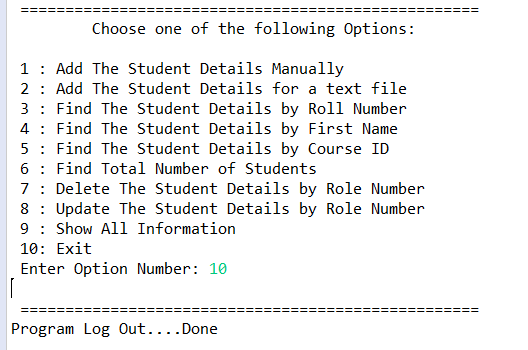 ===================================================
Choose one of the following Options:
1 : Add The Student Details Manually
2 : Add The Student Details for a text file
3 : Find The Student Details by Roll Number
4 : Find The Student Details by First Name
5 : Find The Student Details by Course ID
6 : Find Total Number of Students
7 : Delete The Student Details by Role Number
8 : Update The Student Details by Role Number
9 : Show All Information
10: Exit
Enter Option Number: 10
===================================================
Program Log Out....Done